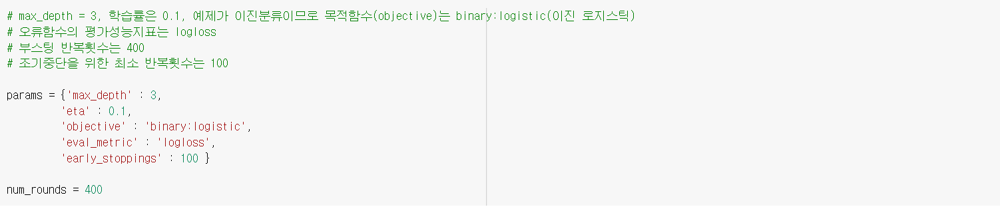 # max_depth = 3, 학습률은 0.1, 예제가 이진분류이므로 목적함수(objective)는 binary:logistic(이진 로지스틱)
# 오류함수의 평가성능지표는 logloss
# 부스팅 반복횟수는 400
# 조기중단을 위한 최소 반복횟수는 100
params = {'max_depth' : 3,
'eta' : 0.1,
'objective' : 'binary:logistic',
'eval_metric' : 'logloss',
'early_stoppings' : 100 }
num_rounds = 400